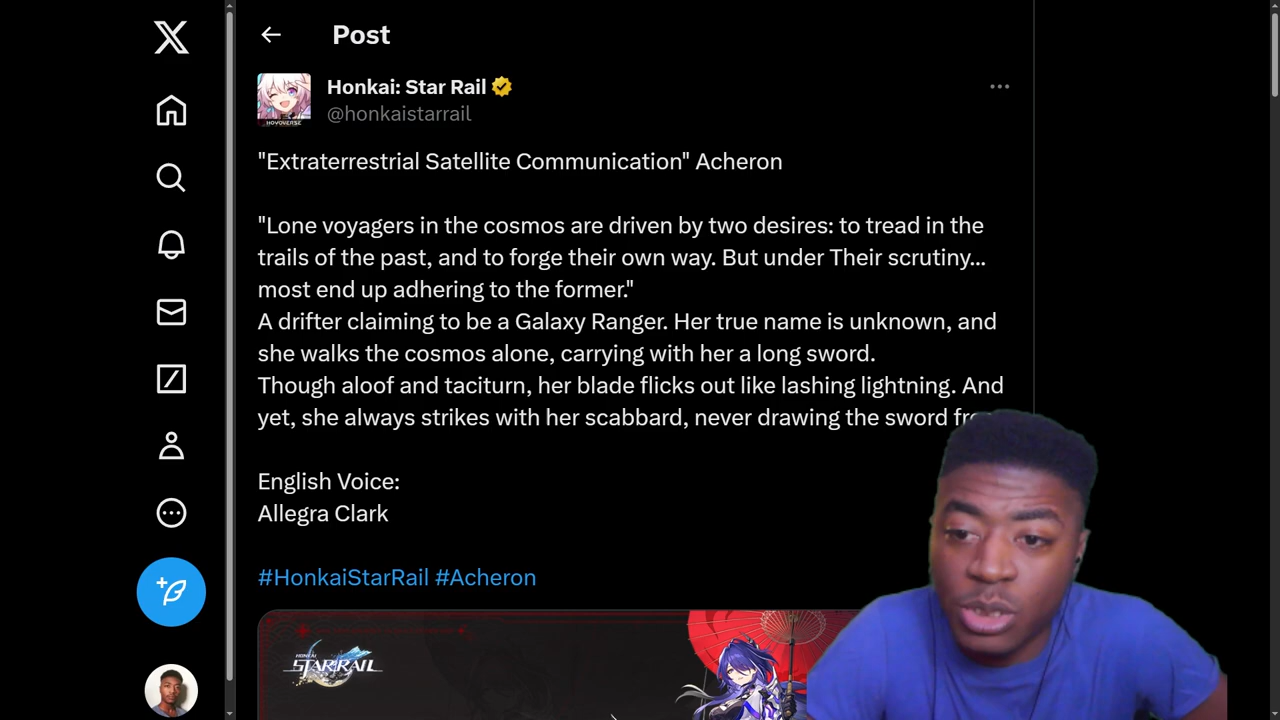 Post
Honkai: Star Rail
@honkaistarrail
"Extraterrestrial Satellite Communication" Acheron
"Lone voyagers in the cosmos are driven by two desires: to tread in the
trails of the past, and to forge their own way. But under Their scrutiny...
most end up adhering to the former."
A drifter claiming to be a Galaxy Ranger. Her true name is unknown, and
she walks the cosmos alone, carrying with her a long sword.
Though aloof and taciturn, her blade flicks out like lashing lightning. And
yet, she always strikes with her scabbard, never drawing the sword
English Voice:
Allegra Clark
#HonkaiStarRail #Acheron
HONKAI
STAR RAIL
HOYOVERSE